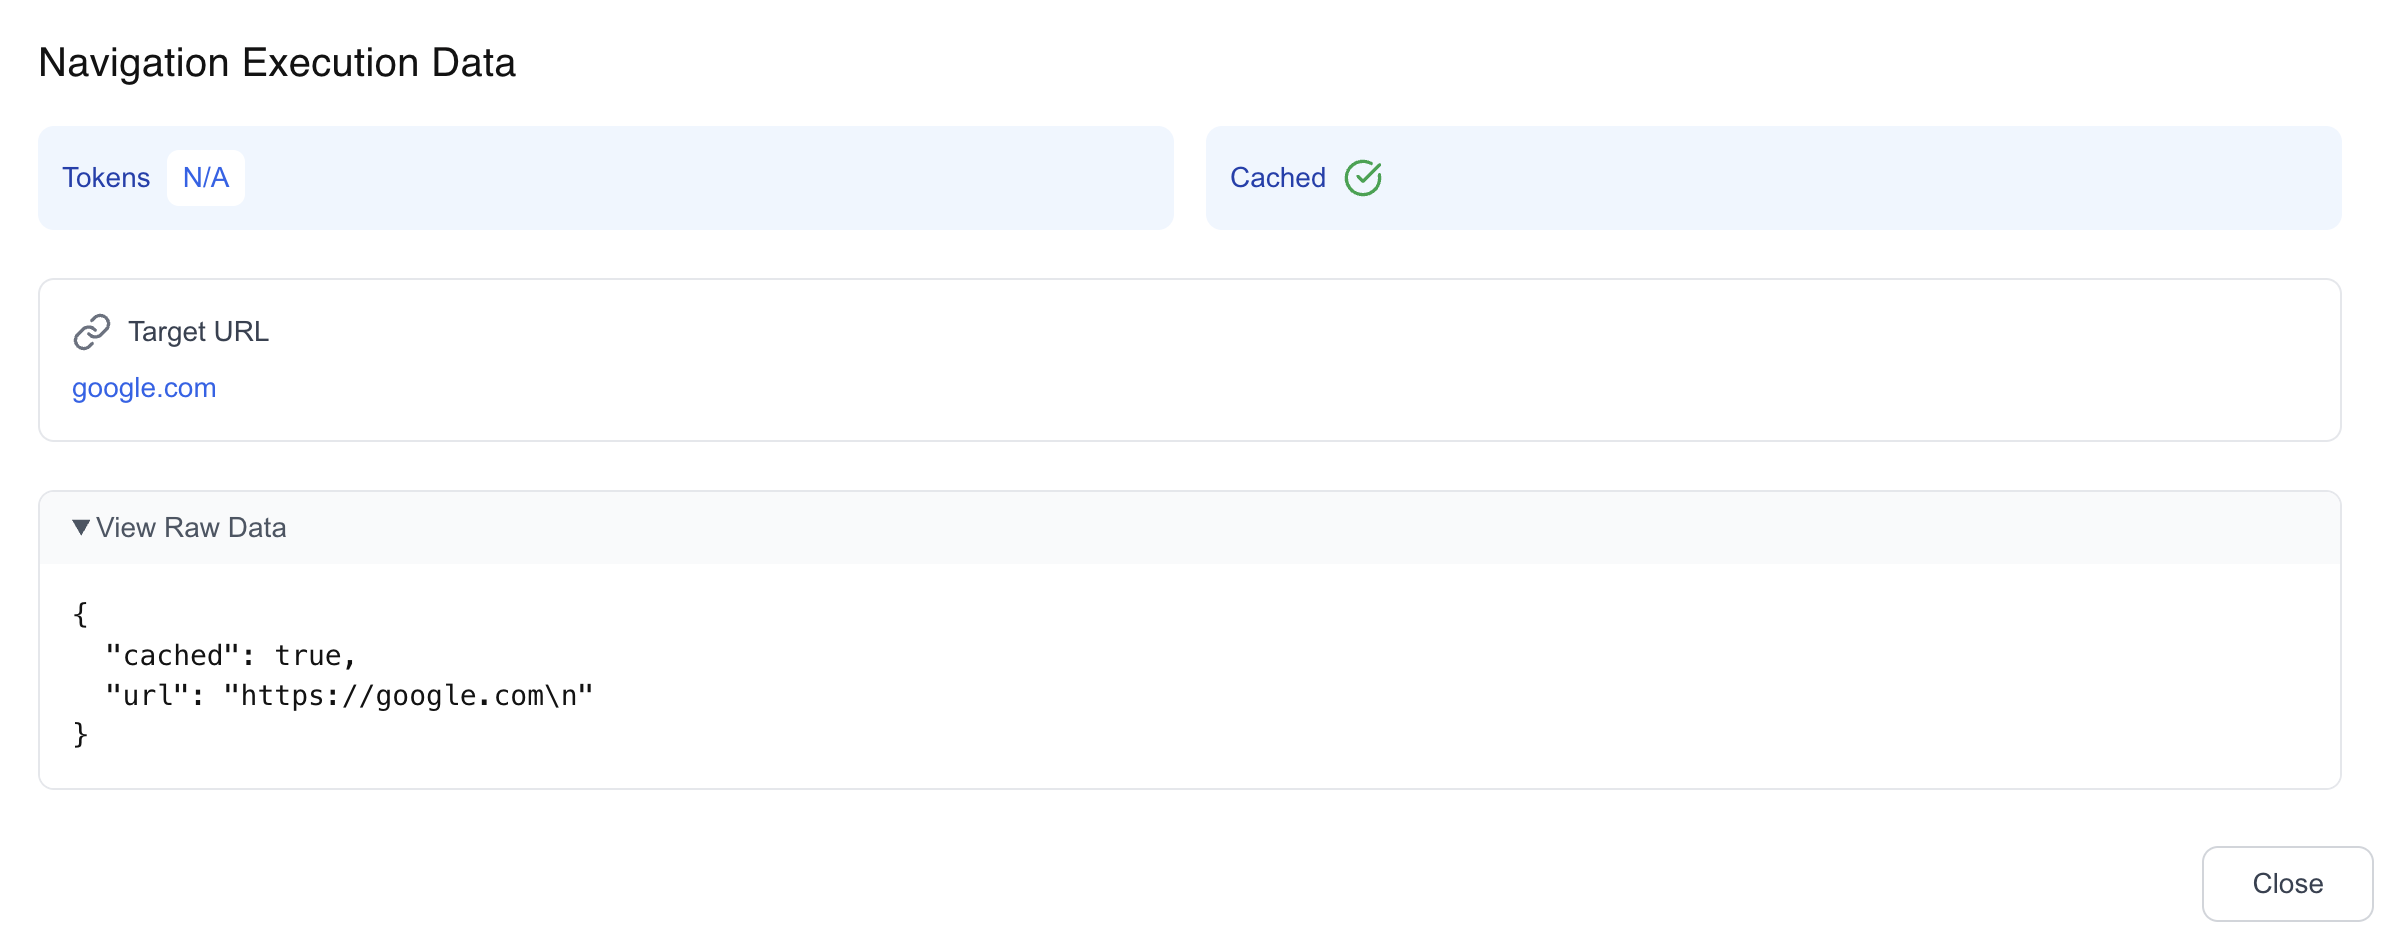 Navigation Execution Data
Tokens N/A
Cached
Target URL
google.com
View Raw Data
{
  "cached": true,
  "url": "https://google.com\n"
}
Close